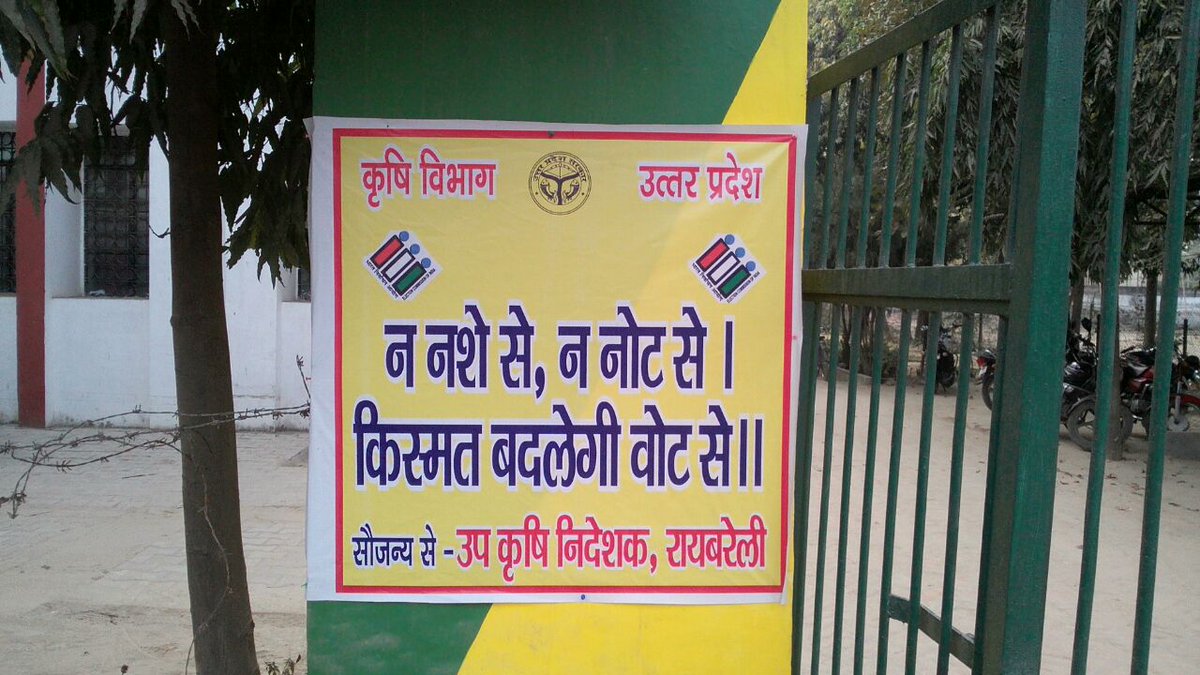 कृषि विभाग उत्तर प्रदेश
न नशे से, न नोट से ।
किस्मत बदलेगी वोट से।।
सौजन्य से -उप कृषि निदेशक, रायबरेली